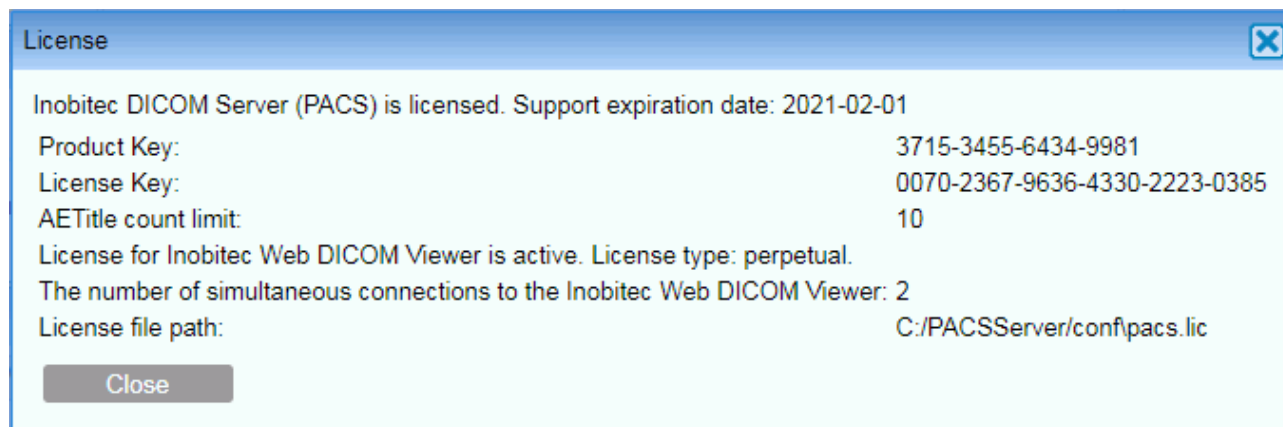 License
Inobitec DICOM Server (PACS) is licensed. Support expiration date: 2021-02-01
Product Key: 3715-3455-6434-9981
License Key: 0070-2367-9636-4330-2223-0385
AETitle count limit: 10
License for Inobitec Web DICOM Viewer is active. License type: perpetual.
The number of simultaneous connections to the Inobitec Web DICOM Viewer: 2
License file path: C:/PACSServer/conf\pacs.lic
Close